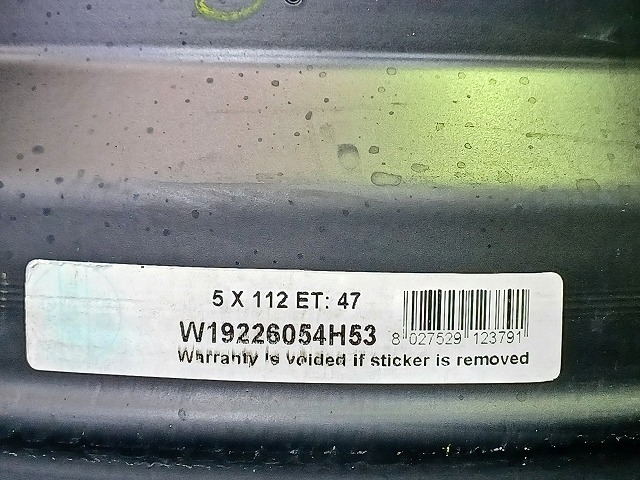 5 X 112 ET: 47
W19226054H53
8 027529 123791
Warranty is voided if sticker is removed